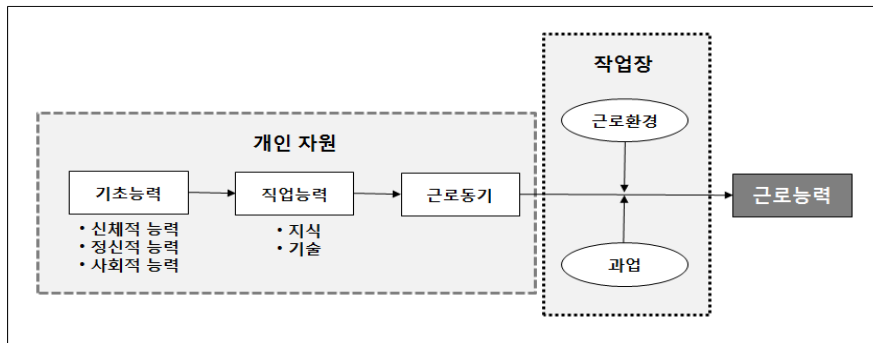 작업장
근로환경
개인 자원
기초능력
직업능력
근로동기
근로능력
• 신체적 능력
• 정신적 능력
• 사회적 능력
• 지식
• 기술
과업